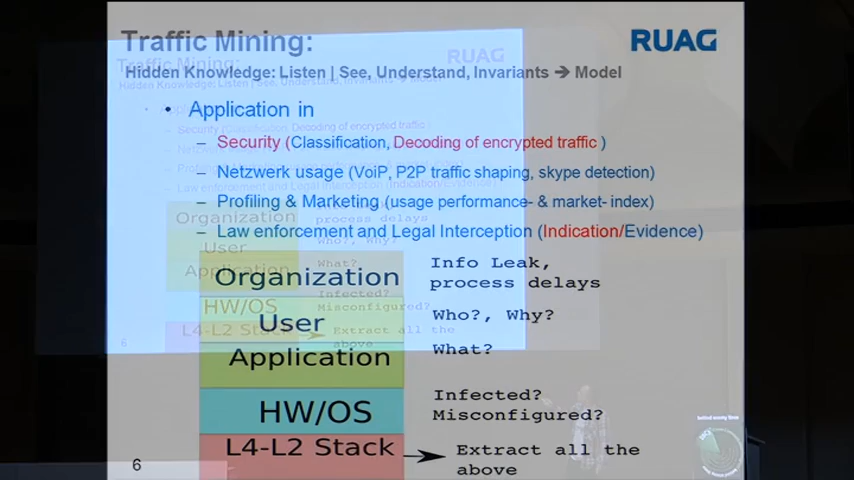 Traffic Mining:
RUAG
Hidden Knowledge: Listen | See, Understand, Invariants → Model
• Application in
– Security (Classification, Decoding of encrypted traffic )
– Netzwerk usage (VoiP, P2P traffic shaping, skype detection)
– Profiling & Marketing (usage performance- & market- index)
– Law enforcement and Legal Interception (Indication/Evidence)
Organization
Info Leak,
process delays
User
Who?, Why?
Application
What?
HW/OS
Infected?
Misconfigured?
L4-L2 Stack
Extract all the
above
6